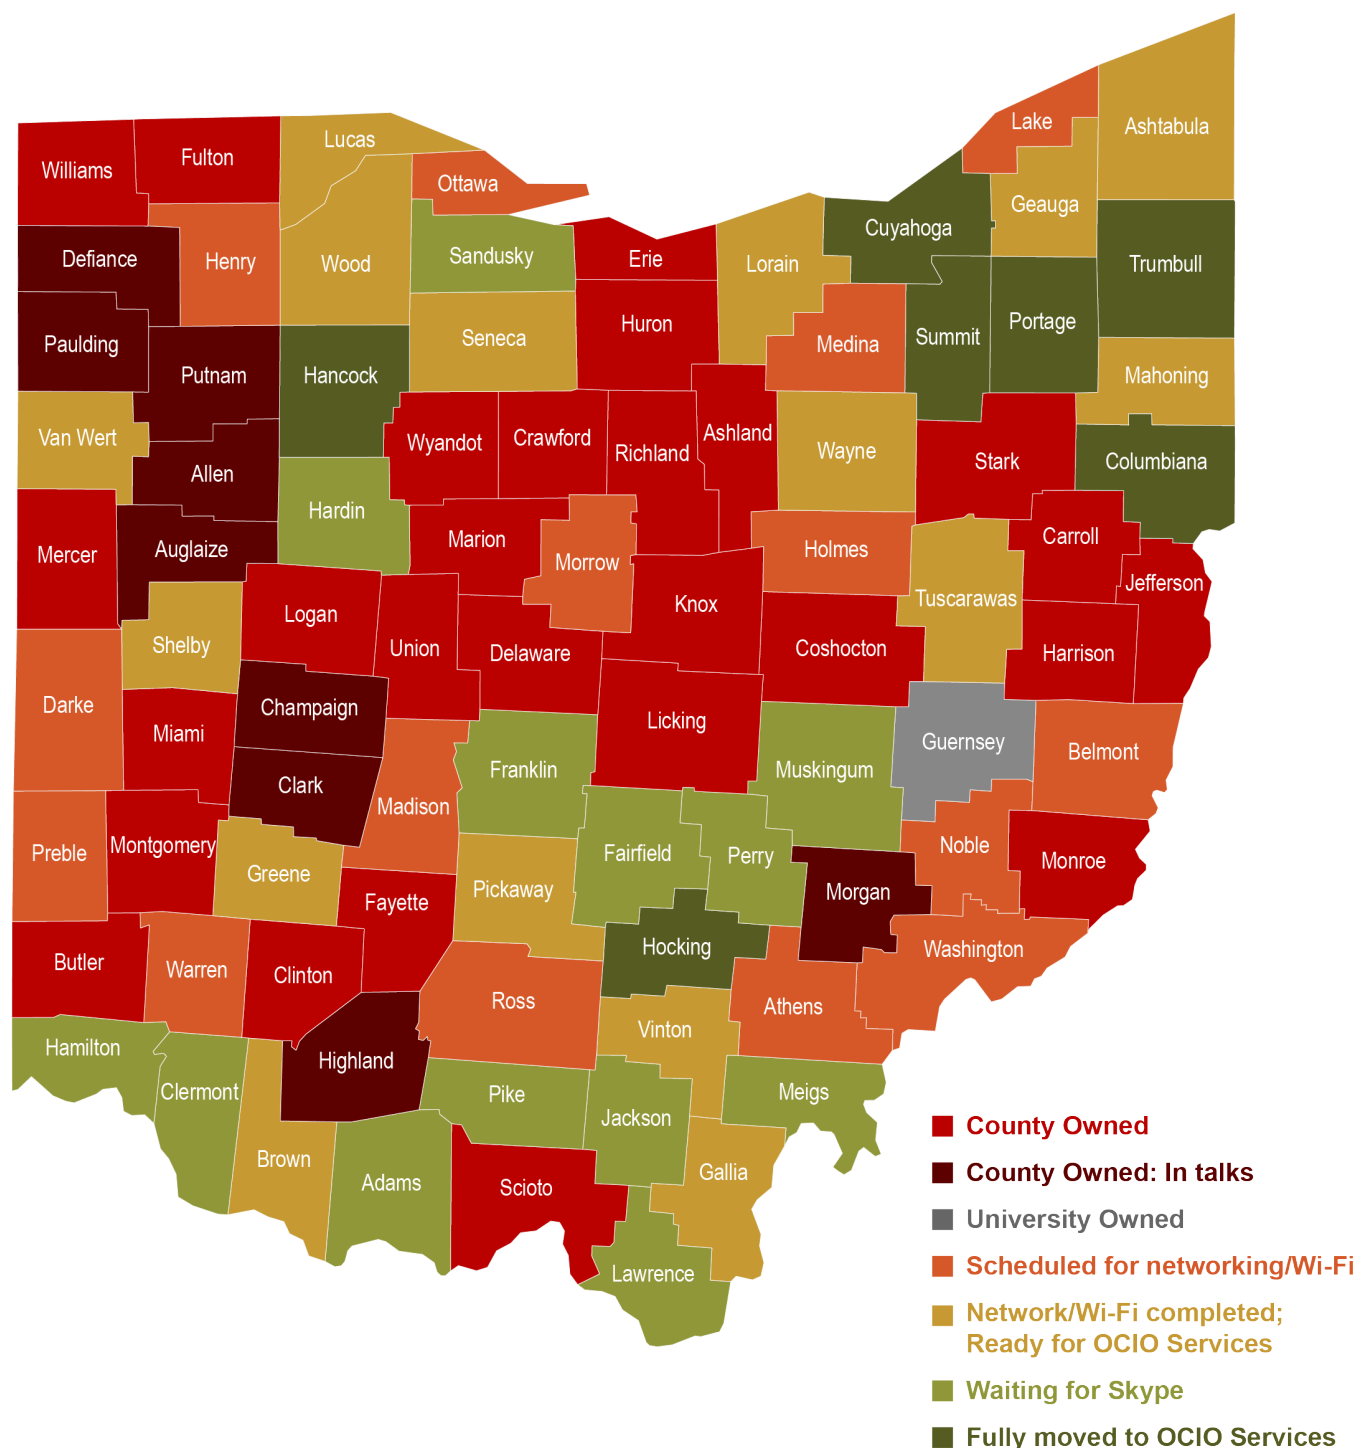 Lake
Ashtabula
Lucas
Fulton
Williams
Ottawa
Geauga
Cuyahoga
Sandusky
Erie
Defiance
Henry
Wood
Lorain
Trumbull
Huron
Portage
Seneca
Summit
Paulding
Medina
Putnam
Hancock
Mahoning
Van Wert
Wyandot
Crawford
Ashland
Richland
Wayne
Stark
Columbiana
Allen
Hardin
Carroll
Marion
Auglaize
Holmes
Mercer
Morrow
Jefferson
Tuscarawas
Knox
Logan
Shelby
Union
Delaware
Coshocton
Harrison
Darke
Champaign
Licking
Miami
Guernsey
Belmont
Franklin
Muskingum
Clark
Madison
Montgomery
Noble
Preble
Fairfield
Perry
Monroe
Greene
Pickaway
Morgan
Fayette
Hocking
Washington
Butler
Warren
Clinton
Ross
Athens
Vinton
Hamilton
Highland
Clermont
Pike
Meigs
Jackson
Brown
Gallia
Adams
Scioto
Lawrence
County Owned
County Owned: In talks
University Owned
Scheduled for networking/Wi-Fi
Network/Wi-Fi completed;
Ready for OCIO Services
Waiting for Skype
Fully moved to OCIO Services